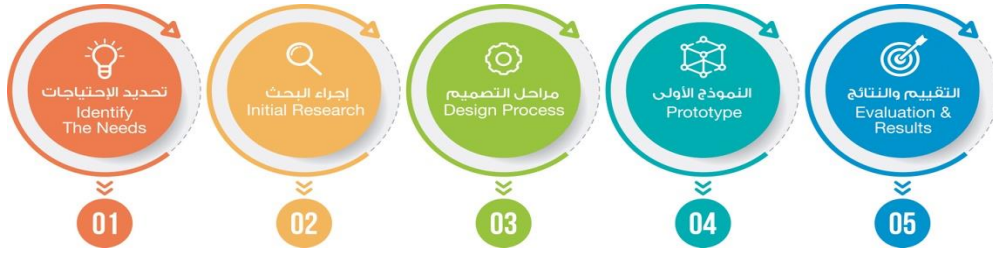 تحديد الإحتياجات
Identify
The Needs
01
إجراء البحث
Initial Research
02
مراحل التصميم
Design Process
03
النموذج الأولى
Prototype
04
التقييم والنتائج
Evaluation &
Results
05